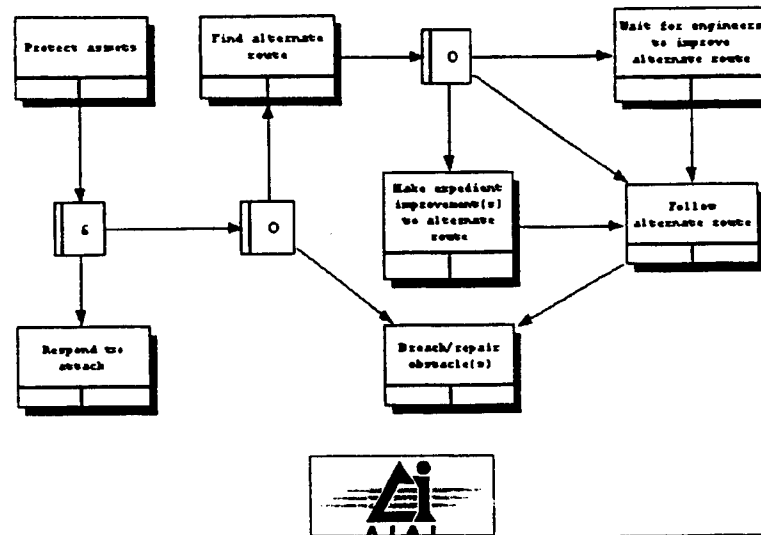 Protect assets
Find alternate
route
O
Wait for engineers
to improve
alternate route
&
O
Make expedient
improvement(s)
to alternate
route
Follow
alternate route
Respond to
attack
Breach/repair
obstacle(s)
Ai
A I A I